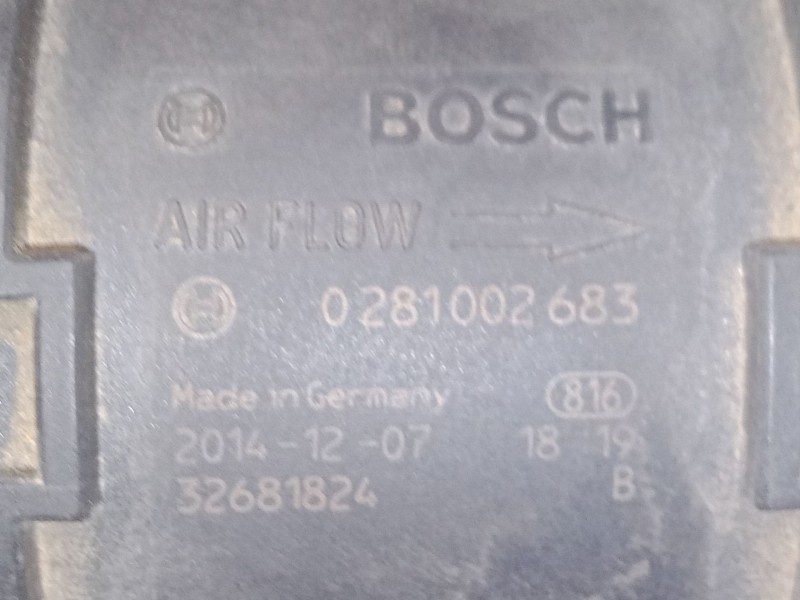 BOSCH
AIR FLOW
0 281 002 683
Made in Germany 816
2014-12-07 18 19
32681824 B